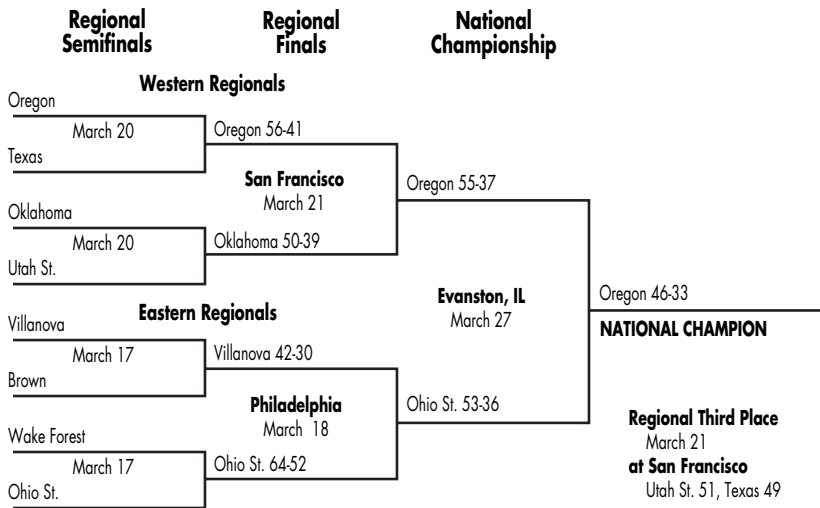 Regional
Semifinals
Regional
Finals
National
Championship
Western Regionals
Oregon
March 20
Texas
Oregon 56-41
San Francisco
March 21
Oklahoma
March 20
Utah St.
Oklahoma 50-39
Oregon 55-37
Eastern Regionals
Villanova
March 17
Brown
Villanova 42-30
Philadelphia
March 18
Wake Forest
March 17
Ohio St.
Ohio St. 64-52
Ohio St. 53-36
Evanston, IL
March 27
Oregon 46-33
NATIONAL CHAMPION
Regional Third Place
March 21
at San Francisco
Utah St. 51, Texas 49